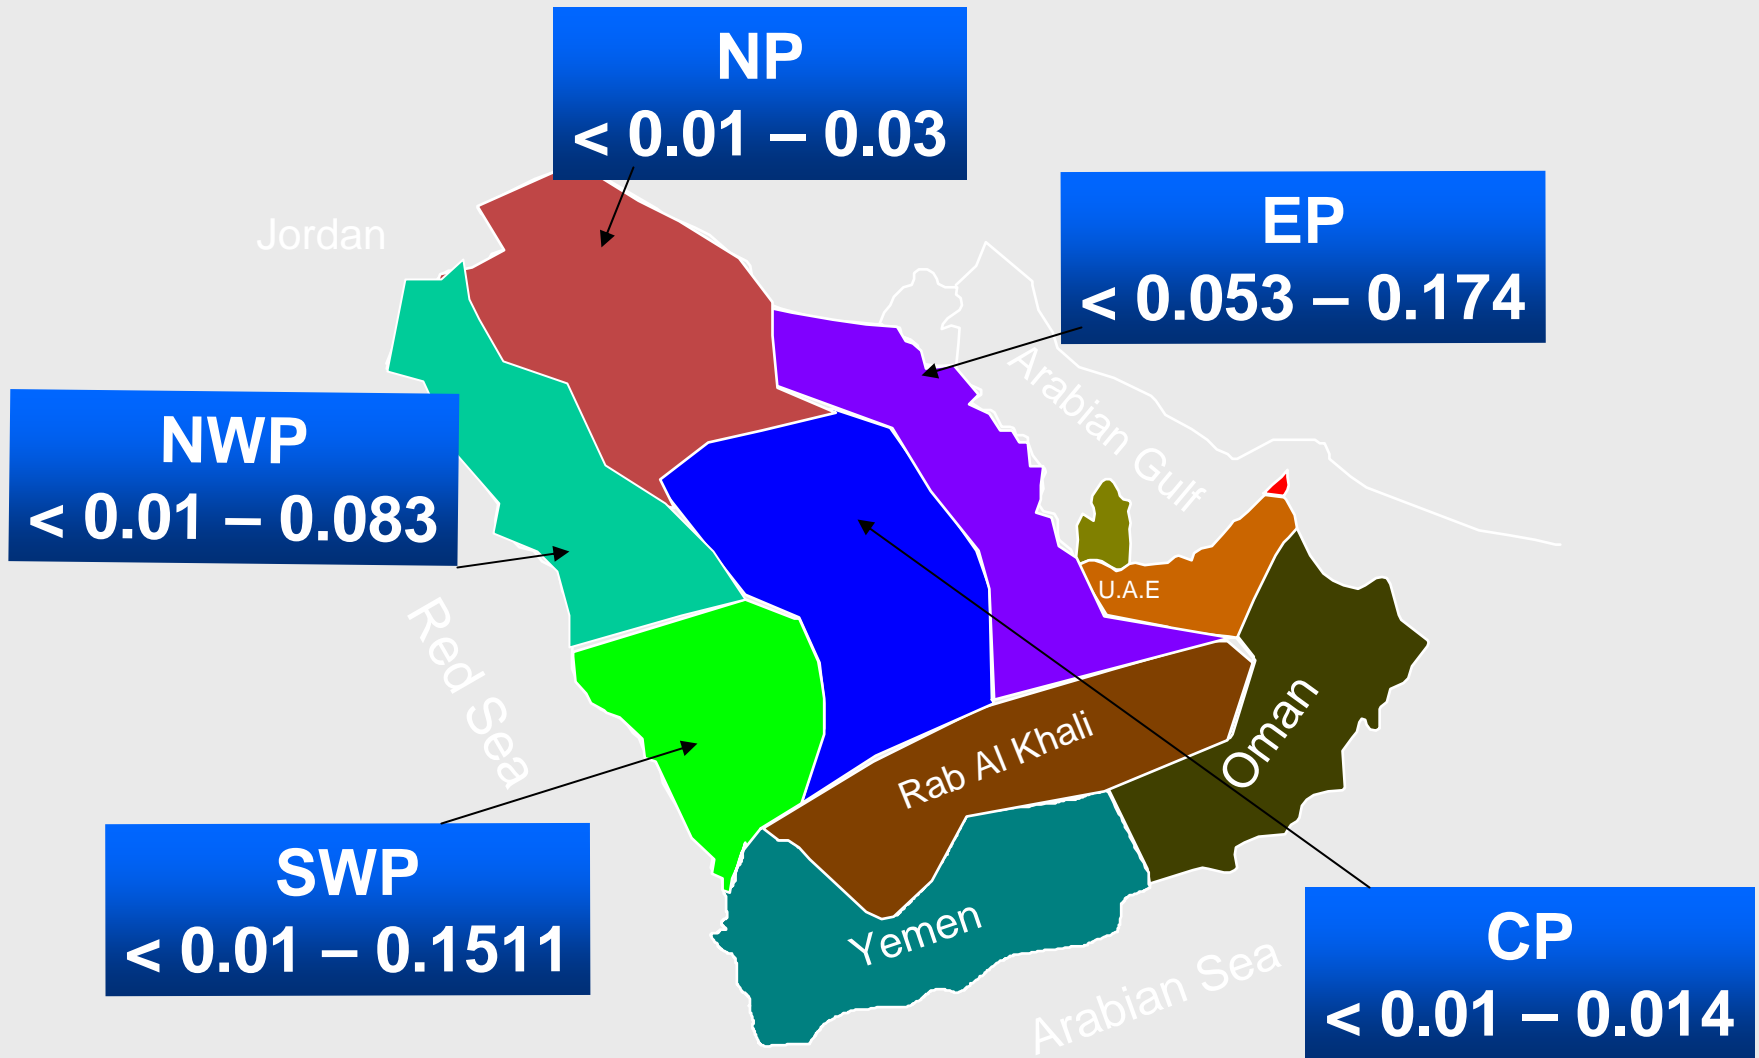 NP
< 0.01 – 0.03
Jordan
EP
< 0.053 – 0.174
Arabian Gulf
NWP
< 0.01 – 0.083
U.A.E
Red Sea
Oman
Rab Al Khali
SWP
< 0.01 – 0.1511
Yemen
Arabian Sea
CP
< 0.01 – 0.014